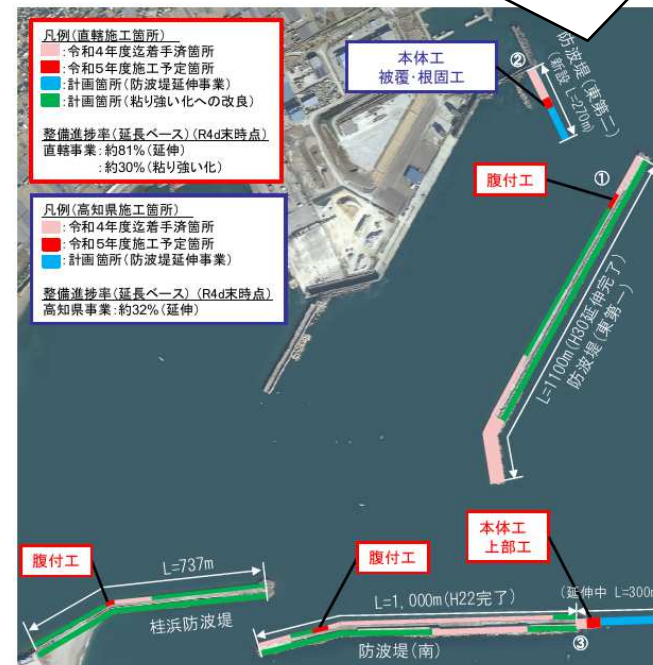 凡例(直轄施工箇所)
:令和4年度迄着手済箇所
:令和5年度施工予定箇所
:計画箇所(防波堤延伸事業)
:計画箇所(粘り強い化への改良)
整備進捗率(延長ベース)(R4d末時点)
直轄事業:約81%(延伸)
:約30%(粘り強い化)
凡例(高知県施工箇所)
:令和4年度迄着手済箇所
:令和5年度施工予定箇所
:計画箇所(防波堤延伸事業)
整備進捗率(延長ベース)(R4d末時点)
高知県事業:約32%(延伸)
本体工
被覆・根固工
②
防波堤(東第二)
(新設 L=270m)
腹付工
①
L=1100m(H30延伸完了)
防波堤(東第一)
腹付工
L=737m
桂浜防波堤
腹付工
本体工
上部工
L=1,000m(H22完了)
(延伸中 L=300m
防波堤(南)
③